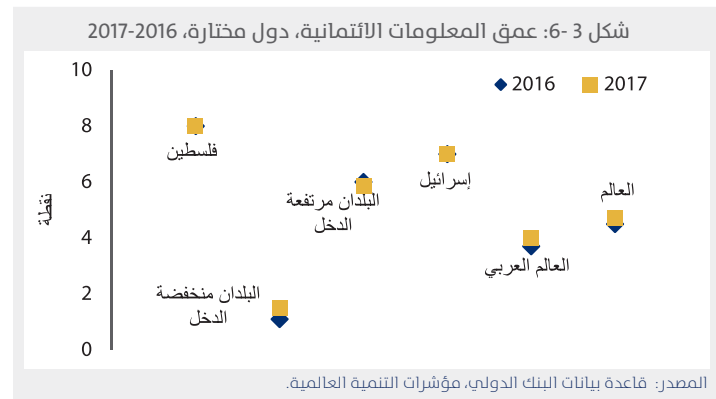 شكل 3 -6: عمق المعلومات الائتمانية، دول مختارة، 2016-2017
2016
2017
نقطة
10
8
6
4
2
0
فلسطين
البلدان منخفضة
الدخل
البلدان مرتفعة
الدخل
إسرائيل
العالم العربي
العالم
المصدر: قاعدة بيانات البنك الدولي، مؤشرات التنمية العالمية.